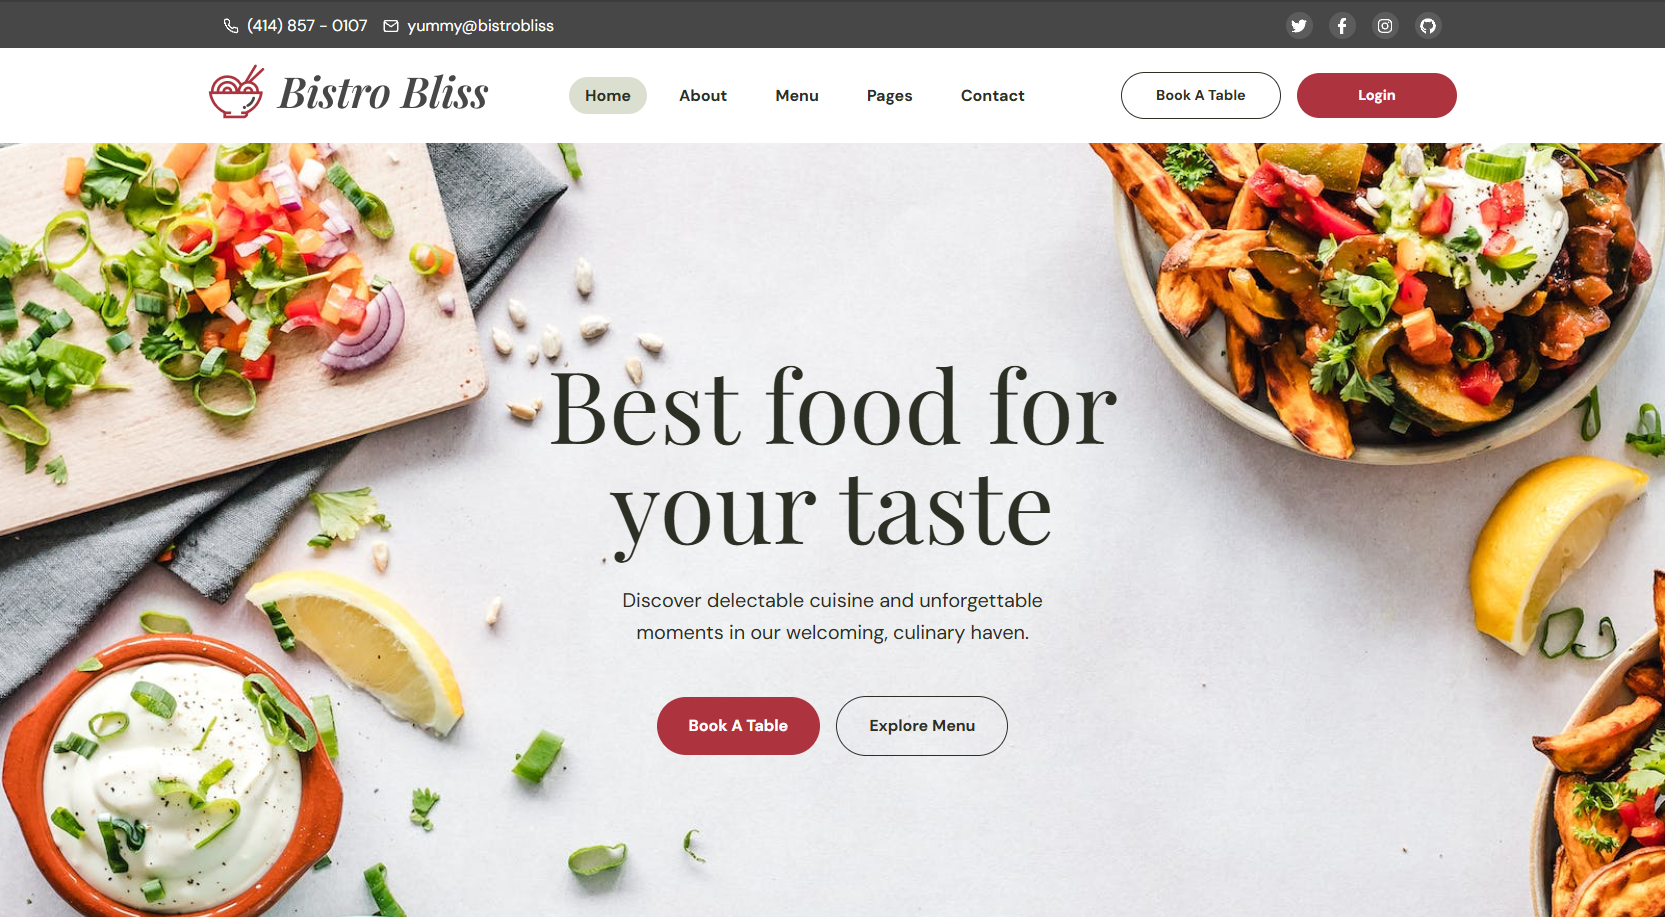 (414) 857 - 0107 yummy@bistrobliss
Bistro Bliss Home About Menu Pages Contact Book A Table Login
Best food for
your taste
Discover delectable cuisine and unforgettable
moments in our welcoming, culinary haven.
Book A Table Explore Menu